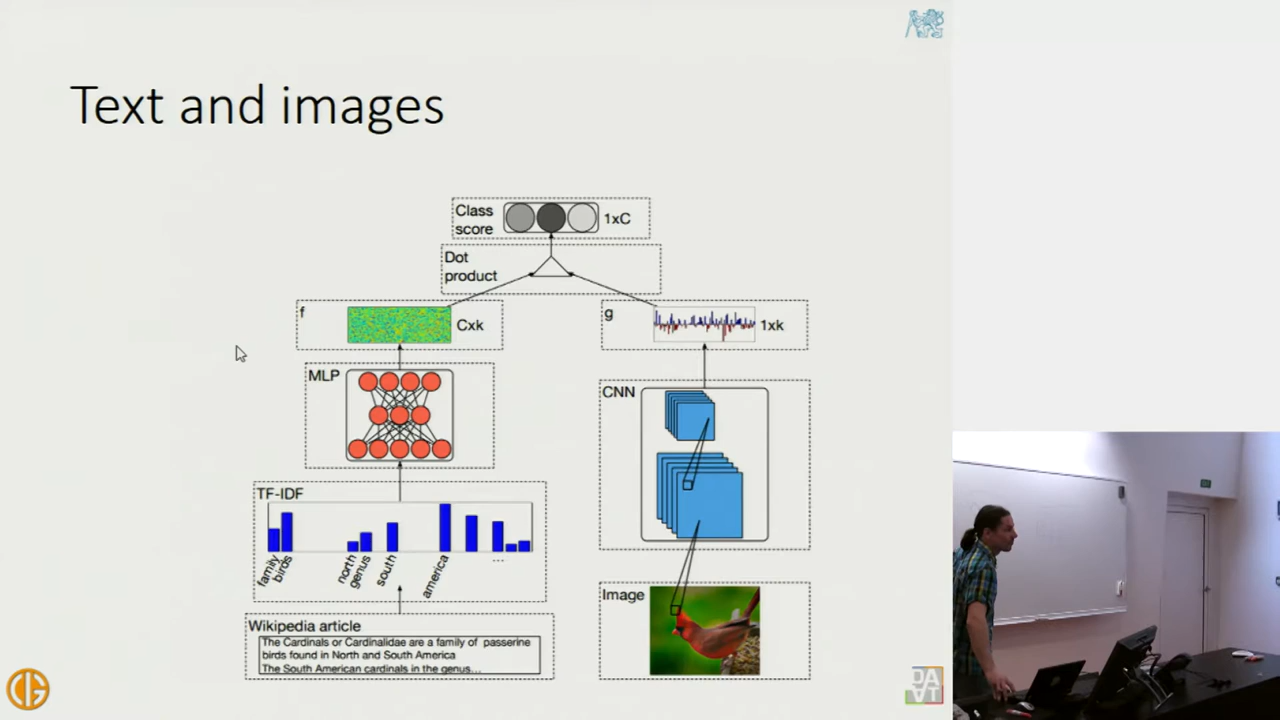 Text and images
Class
score
1xC
Dot
product
f
Cxk
g
1xk
MLP
CNN
TF-IDF
family
birds
north
genus
south
america
...
Wikipedia article
The Cardinals or Cardinalidae are a family of passerine
birds found in North and South America
The South American cardinals in the genus...
Image
DA
VT